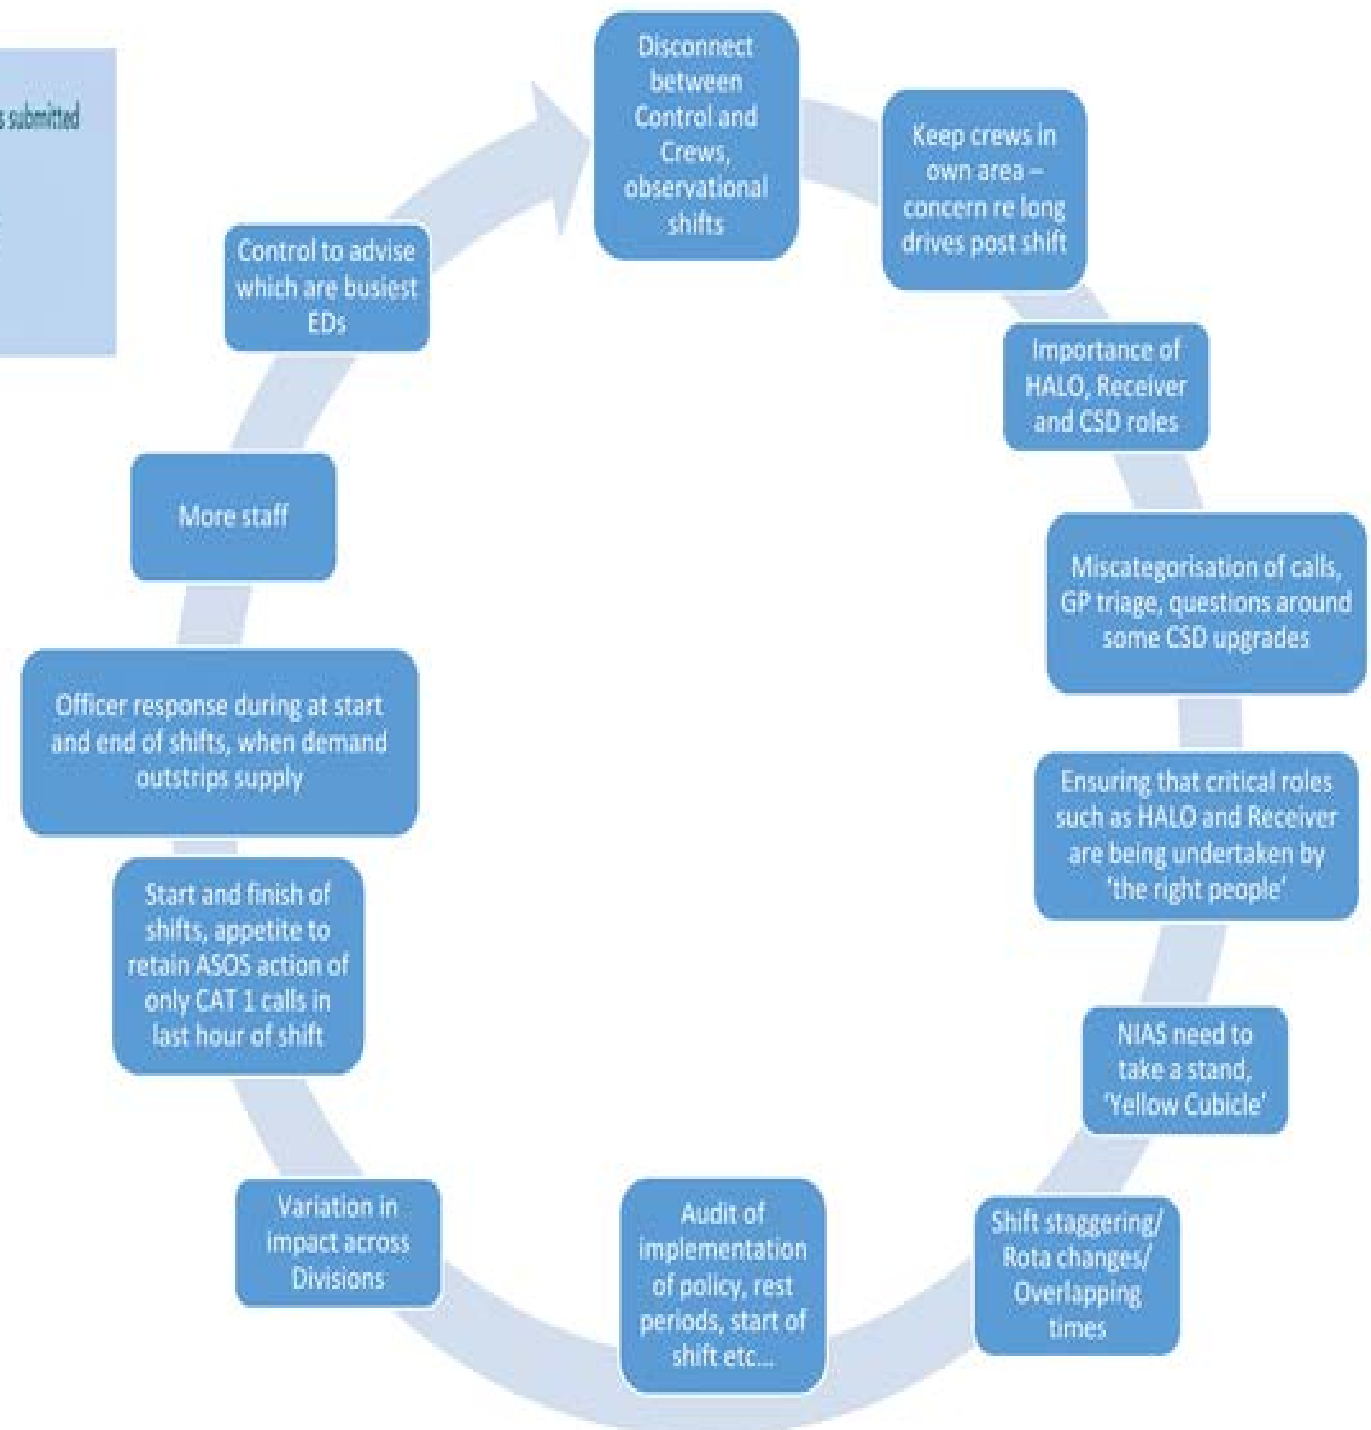 s submitted
Disconnect
between
Control and
Crews,
observational
shifts
Keep crews in
own area –
concern re long
drives post shift
Importance of
HALO, Receiver
and CSD roles
Miscategorisation of calls,
GP triage, questions around
some CSD upgrades
Ensuring that critical roles
such as HALO and Receiver
are being undertaken by
‘the right people’
NIAS need to
take a stand,
‘Yellow Cubicle’
Shift staggering/
Rota changes/
Overlapping
times
Audit of
implementation
of policy, rest
periods, start of
shift etc...
Variation in
impact across
Divisions
Start and finish of
shifts, appetite to
retain ASOS action of
only CAT 1 calls in
last hour of shift
Officer response during at start
and end of shifts, when demand
outstrips supply
More staff
Control to advise
which are busiest
EDs